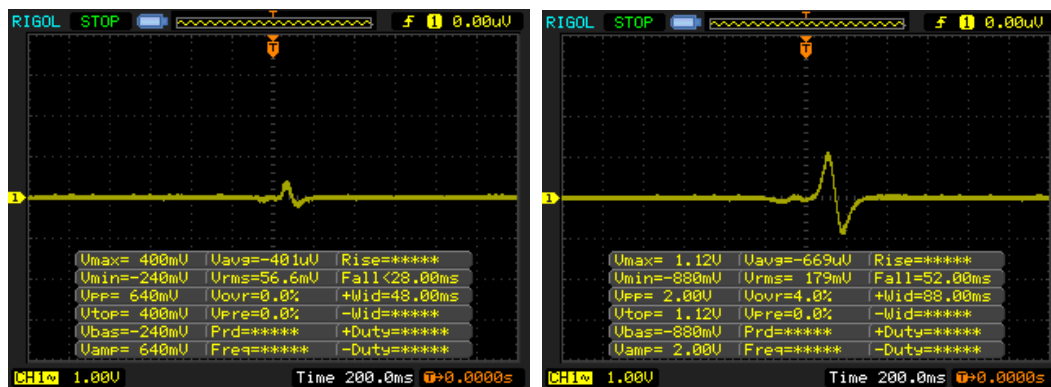 RIGOL STOP T f 1 0.00uV
T
1
Vmax= 400mV Vavg=-401uV Rise=*****
Vmin=-240mV Vrms=56.6mV Fall<28.00ms
Vpp= 640mV Vovr=0.0% +Wid=48.00ms
Vtop= 400mV Vpre=0.0% -Wid=*****
Vbas=-240mV Prd=***** +Duty=*****
Vamp= 640mV Freq=***** -Duty=*****
CH1~ 1.00V Time 200.0ms T→0.0000s
RIGOL STOP T f 1 0.00uV
T
1
Vmax= 1.12V Vavg=-669uV Rise=*****
Vmin=-880mV Vrms= 179mV Fall=52.00ms
Vpp= 2.00V Vovr=4.0% +Wid=88.00ms
Vtop= 1.12V Vpre=0.0% -Wid=*****
Vbas=-880mV Prd=***** +Duty=*****
Vamp= 2.00V Freq=***** -Duty=*****
CH1~ 1.00V Time 200.0ms T→0.0000s